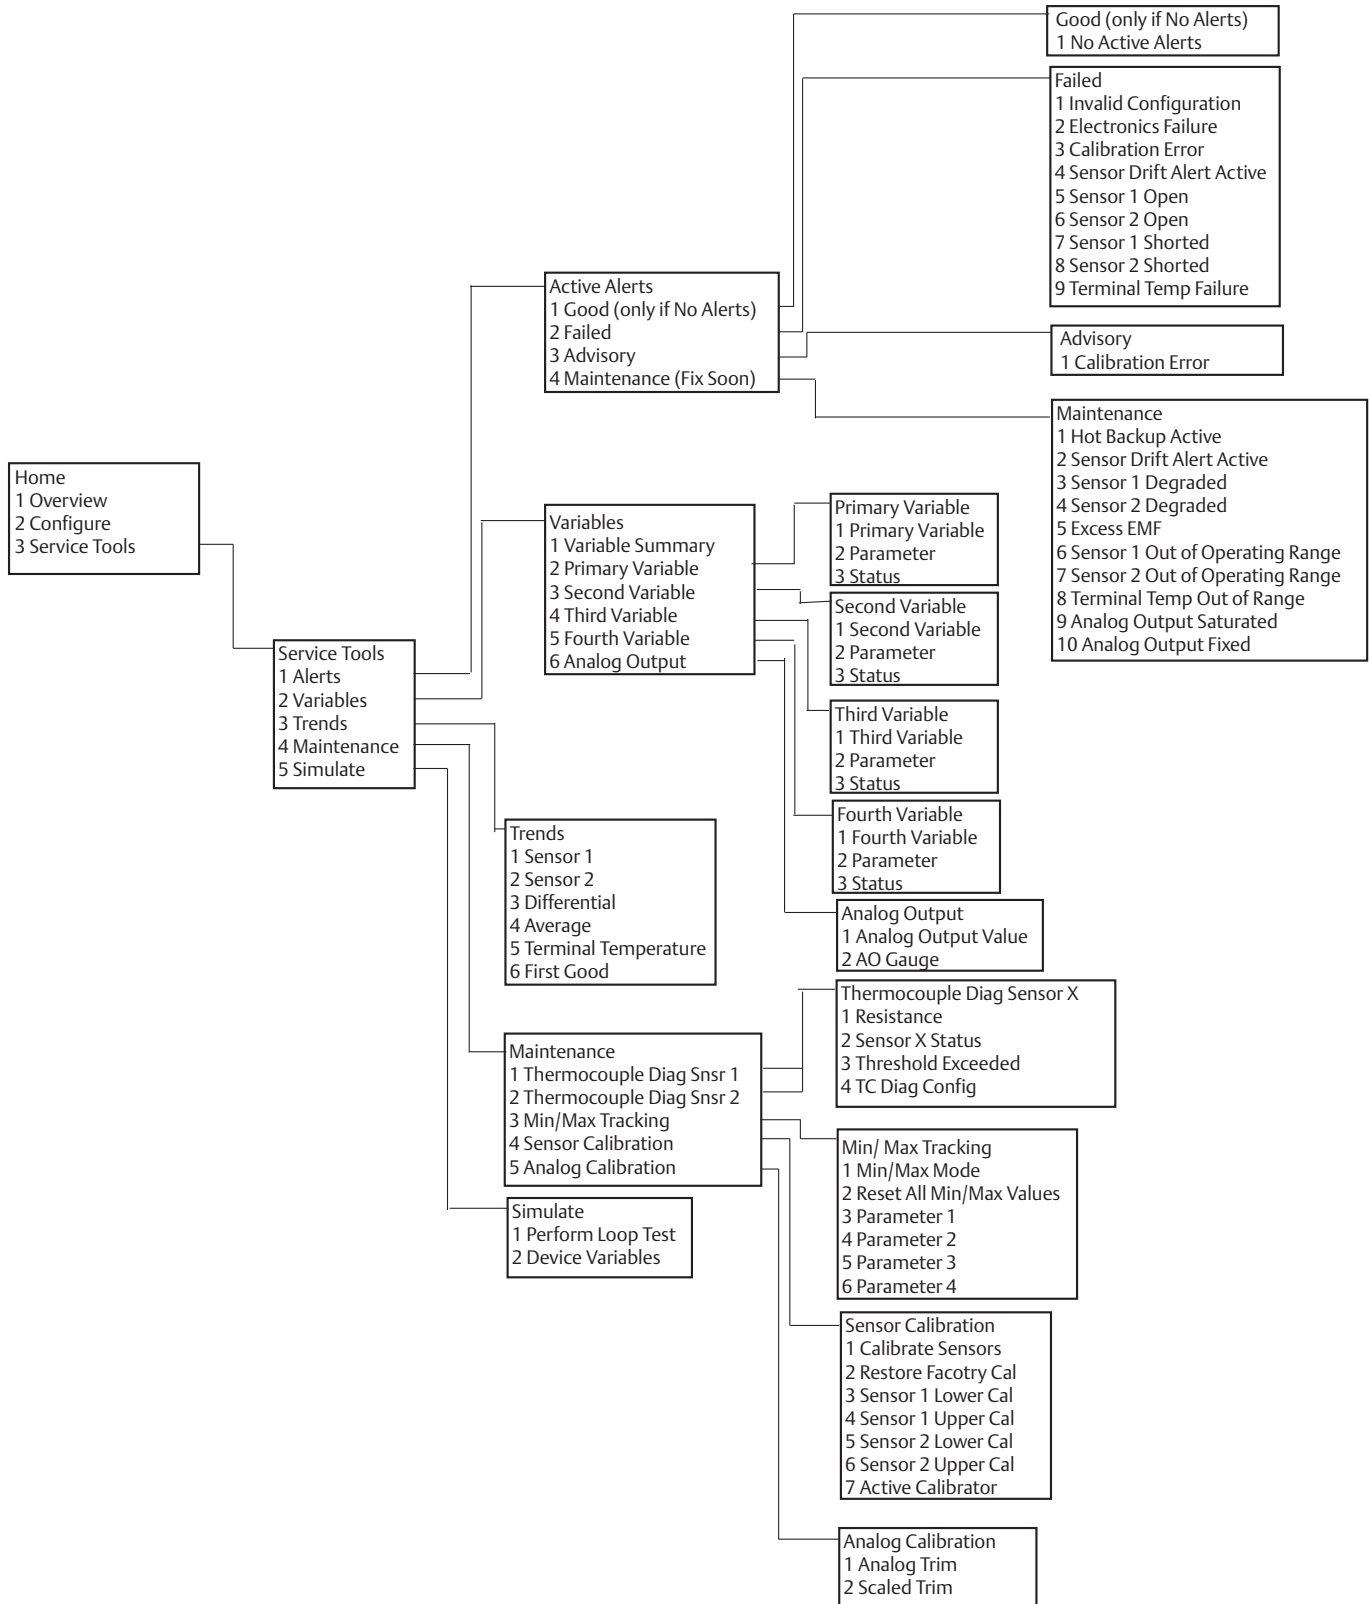 Good (only if No Alerts)
1 No Active Alerts
Failed
1 Invalid Configuration
2 Electronics Failure
3 Calibration Error
4 Sensor Drift Alert Active
5 Sensor 1 Open
6 Sensor 2 Open
7 Sensor 1 Shorted
8 Sensor 2 Shorted
9 Terminal Temp Failure
Active Alerts
1 Good (only if No Alerts)
2 Failed
3 Advisory
4 Maintenance (Fix Soon)
Advisory
1 Calibration Error
Maintenance
1 Hot Backup Active
2 Sensor Drift Alert Active
3 Sensor 1 Degraded
4 Sensor 2 Degraded
5 Excess EMF
6 Sensor 1 Out of Operating Range
7 Sensor 2 Out of Operating Range
8 Terminal Temp Out of Range
9 Analog Output Saturated
10 Analog Output Fixed
Home
1 Overview
2 Configure
3 Service Tools
Variables
1 Variable Summary
2 Primary Variable
3 Second Variable
4 Third Variable
5 Fourth Variable
6 Analog Output
Primary Variable
1 Primary Variable
2 Parameter
3 Status
Second Variable
1 Second Variable
2 Parameter
3 Status
Service Tools
1 Alerts
2 Variables
3 Trends
4 Maintenance
5 Simulate
Third Variable
1 Third Variable
2 Parameter
3 Status
Fourth Variable
1 Fourth Variable
2 Parameter
3 Status
Trends
1 Sensor 1
2 Sensor 2
3 Differential
4 Average
5 Terminal Temperature
6 First Good
Analog Output
1 Analog Output Value
2 AO Gauge
Thermocouple Diag Sensor X
1 Resistance
2 Sensor X Status
3 Threshold Exceeded
4 TC Diag Config
Maintenance
1 Thermocouple Diag Snsr 1
2 Thermocouple Diag Snsr 2
3 Min/Max Tracking
4 Sensor Calibration
5 Analog Calibration
Min/ Max Tracking
1 Min/Max Mode
2 Reset All Min/Max Values
3 Parameter 1
4 Parameter 2
5 Parameter 3
6 Parameter 4
Simulate
1 Perform Loop Test
2 Device Variables
Sensor Calibration
1 Calibrate Sensors
2 Restore Facotry Cal
3 Sensor 1 Lower Cal
4 Sensor 1 Upper Cal
5 Sensor 2 Lower Cal
6 Sensor 2 Upper Cal
7 Active Calibrator
Analog Calibration
1 Analog Trim
2 Scaled Trim